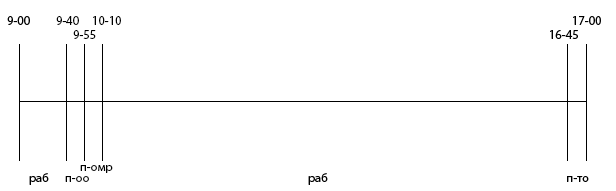 9-00 9-40 10-10 17-00
9-55 16-45
п-омр
раб п-оо раб п-то